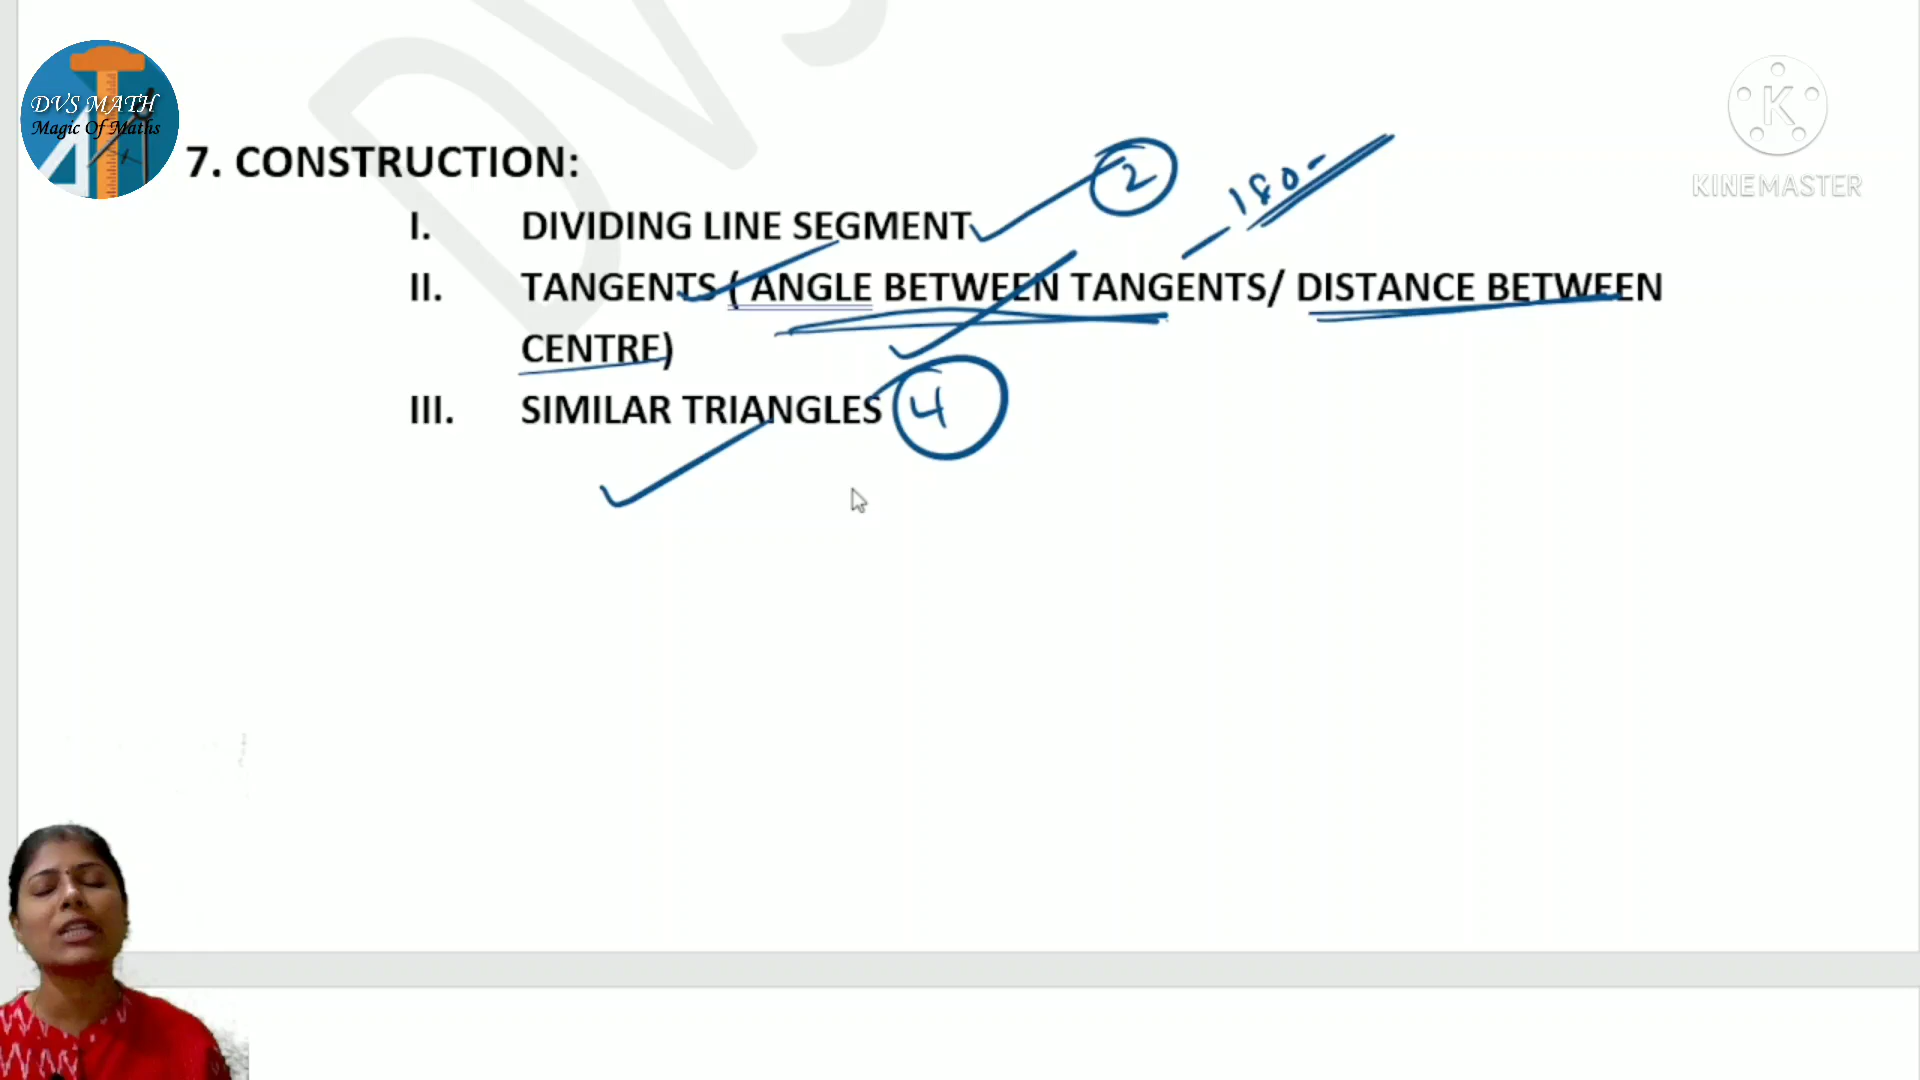 DVS
DVS MATH
Magic Of Maths
K
KINEMASTER
7. CONSTRUCTION:
2
180-
I. DIVIDING LINE SEGMENT
II. TANGENTS ( ANGLE BETWEEN TANGENTS/ DISTANCE BETWEEN
CENTRE)
III. SIMILAR TRIANGLES
4